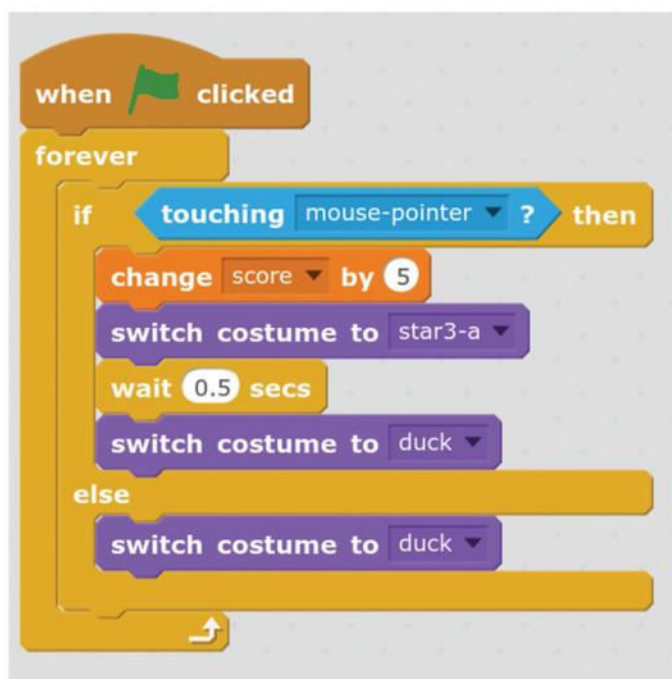 when clicked
forever
if touching mouse-pointer ? then
change score by 5
switch costume to star3-a
wait 0.5 secs
switch costume to duck
else
switch costume to duck